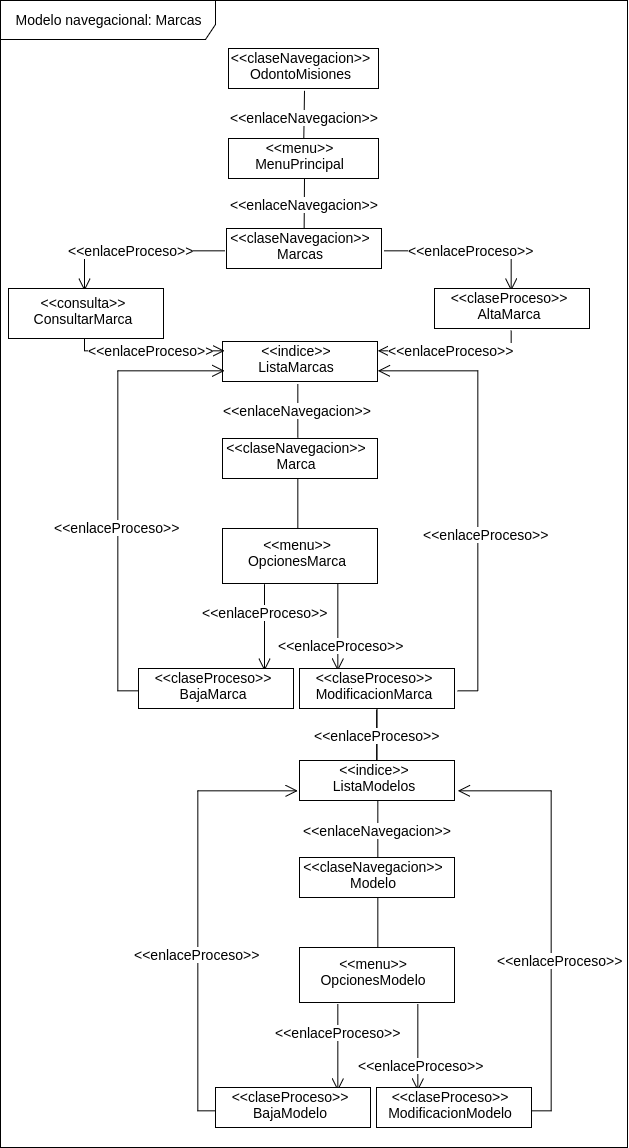 Modelo navegacional: Marcas
<<claseNavegacion>>
OdontoMisiones
<<enlaceNavegacion>>
<<menu>>
MenuPrincipal
<<enlaceNavegacion>>
<<claseNavegacion>>
Marcas
<<enlaceProceso>>
<<enlaceProceso>>
<<consulta>>
ConsultarMarca
<<claseProceso>>
AltaMarca
<<enlaceProceso>>
<<indice>>
ListaMarcas
<<enlaceProceso>>
<<enlaceNavegacion>>
<<claseNavegacion>>
Marca
<<enlaceProceso>>
<<enlaceProceso>>
<<menu>>
OpcionesMarca
<<enlaceProceso>>
<<enlaceProceso>>
<<claseProceso>>
BajaMarca
<<claseProceso>>
ModificacionMarca
<<enlaceProceso>>
<<indice>>
ListaModelos
<<enlaceNavegacion>>
<<claseNavegacion>>
Modelo
<<enlaceProceso>>
<<enlaceProceso>>
<<menu>>
OpcionesModelo
<<enlaceProceso>>
<<enlaceProceso>>
<<claseProceso>>
BajaModelo
<<claseProceso>>
ModificacionModelo